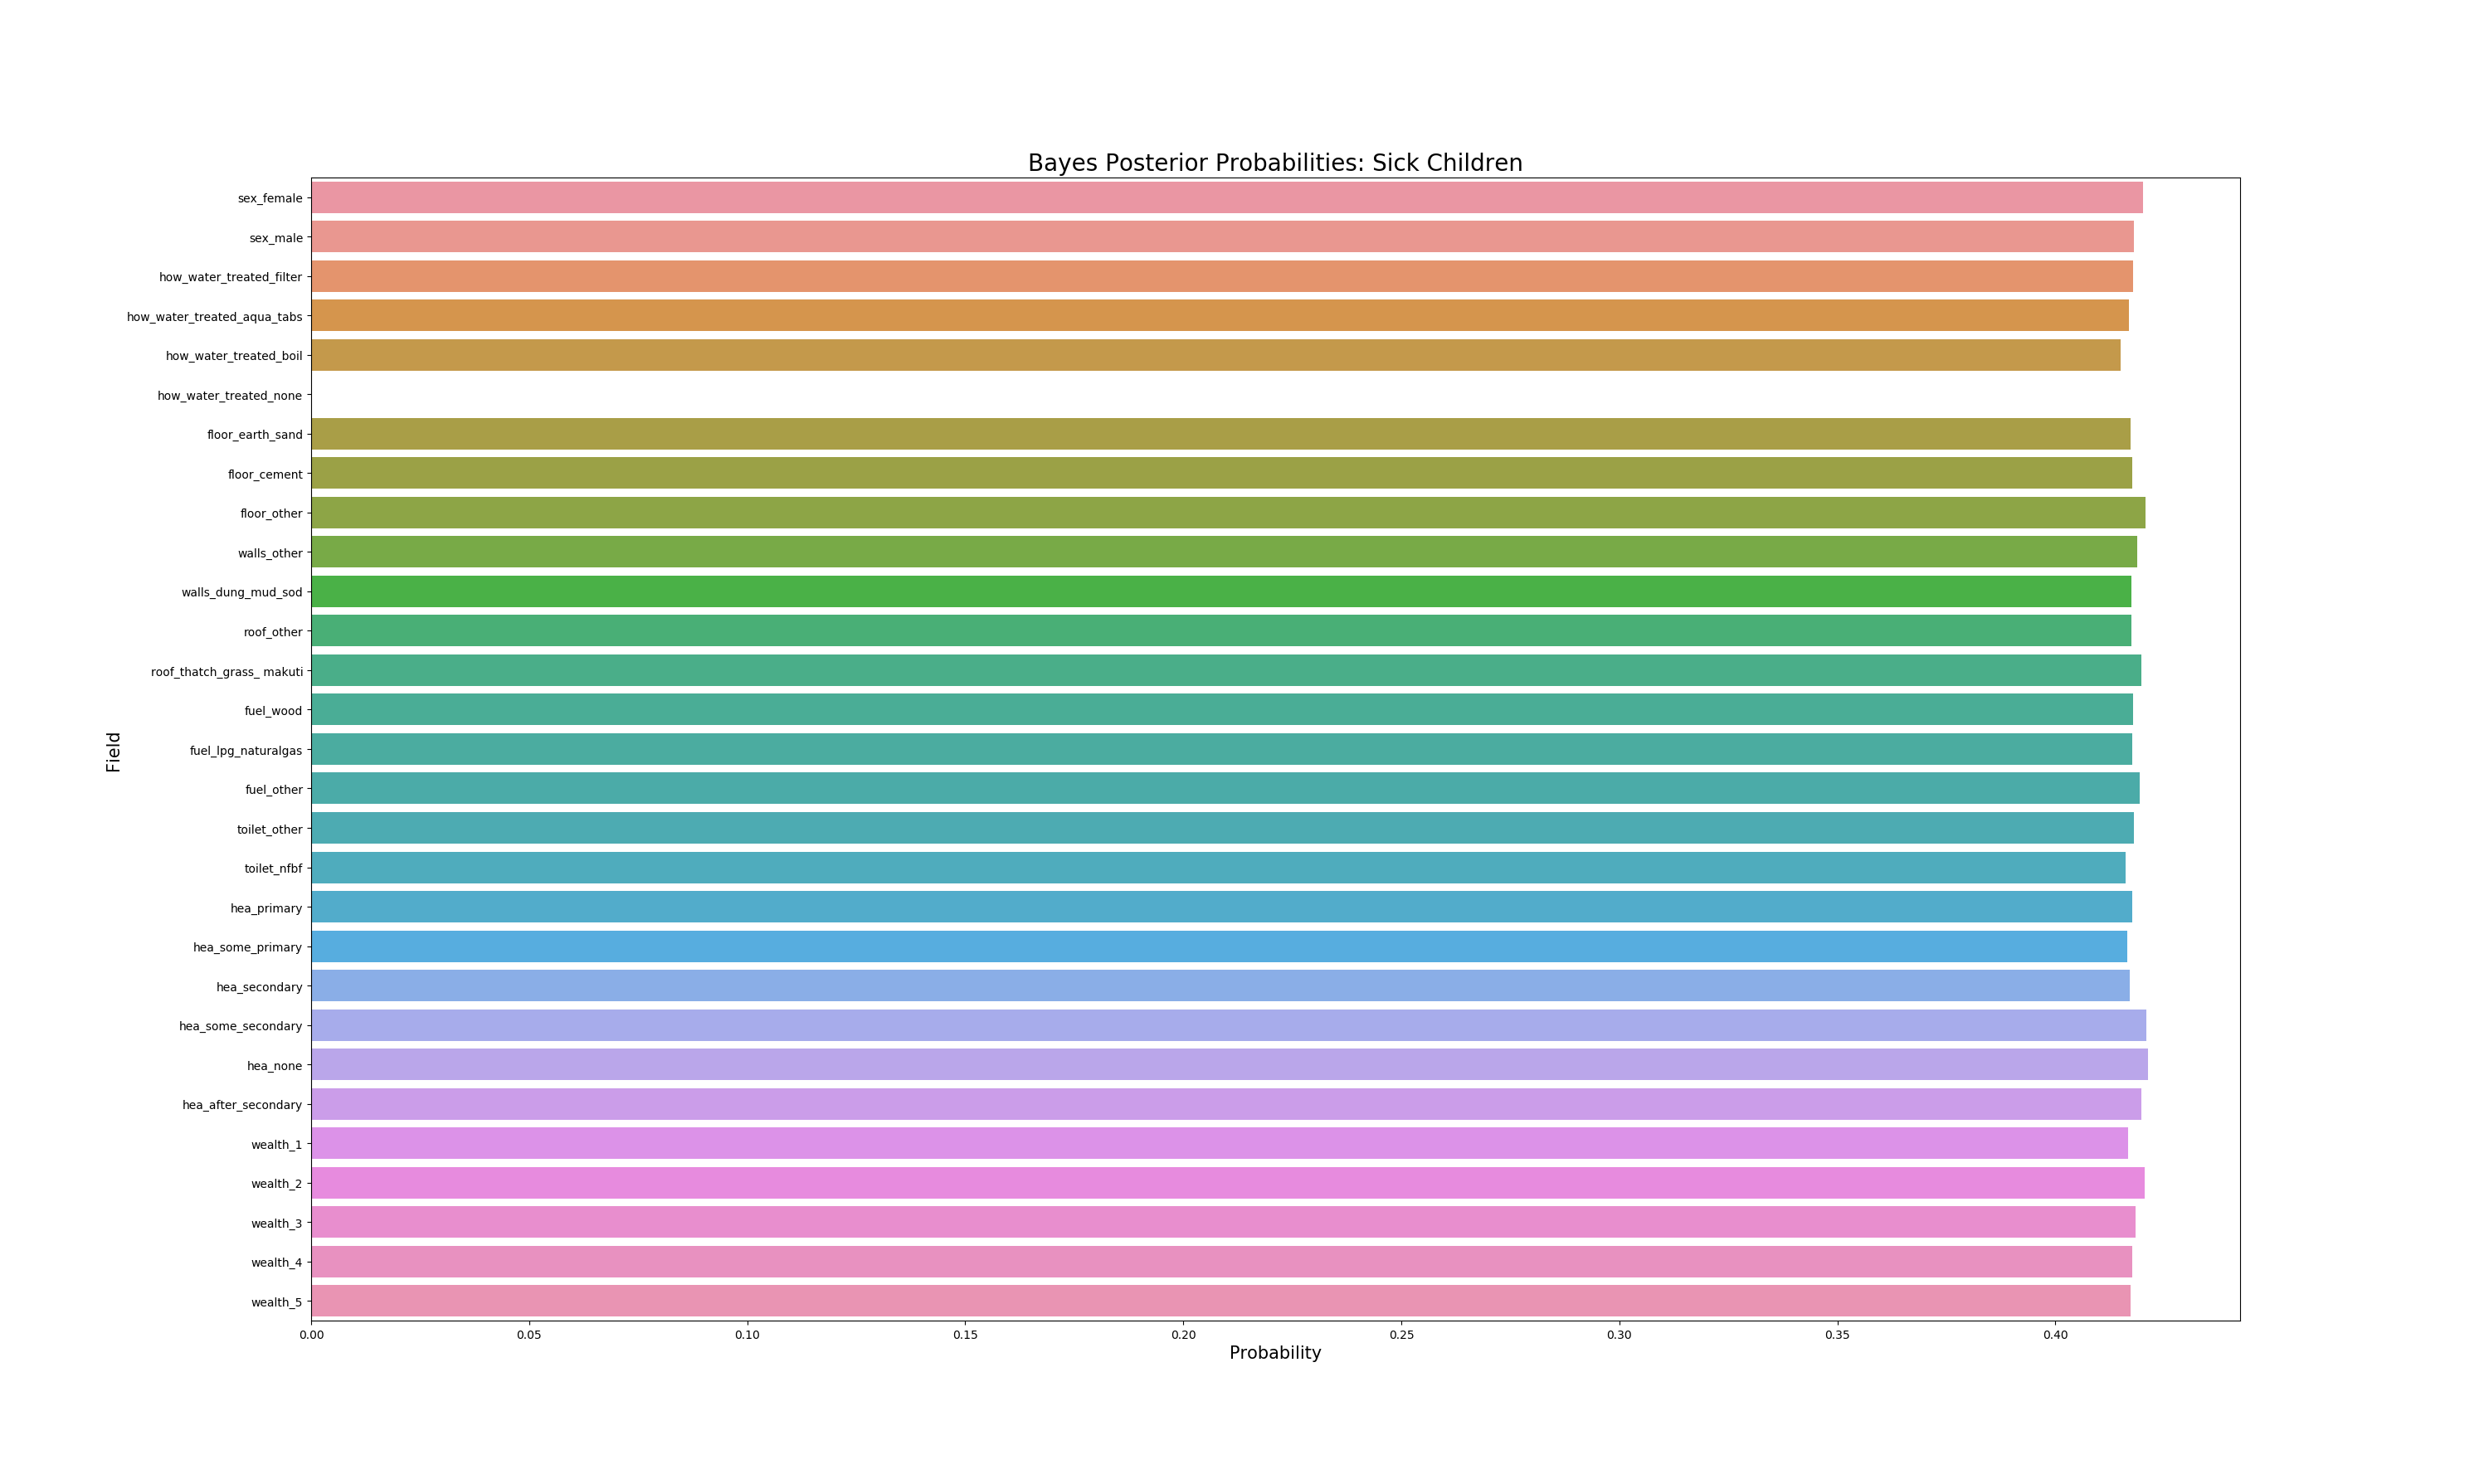 Bayes Posterior Probabilities: Sick Children
sex_female
sex_male
how_water_treated_filter
how_water_treated_aqua_tabs
how_water_treated_boil
how_water_treated_none
floor_earth_sand
floor_cement
floor_other
walls_other
walls_dung_mud_sod
roof_other
roof_thatch_grass_ makuti
fuel_wood
fuel_lpg_naturalgas
fuel_other
toilet_other
toilet_nfbf
hea_primary
hea_some_primary
hea_secondary
hea_some_secondary
hea_none
hea_after_secondary
wealth_1
wealth_2
wealth_3
wealth_4
wealth_5
Field
0.00 0.05 0.10 0.15 0.20 0.25 0.30 0.35 0.40
Probability